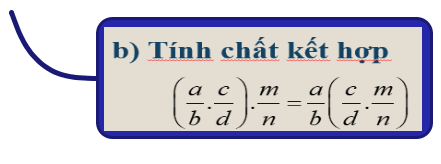 b) Tính chất kết hợp
(a/b . c/d) . m/n = a/b (c/d . m/n)